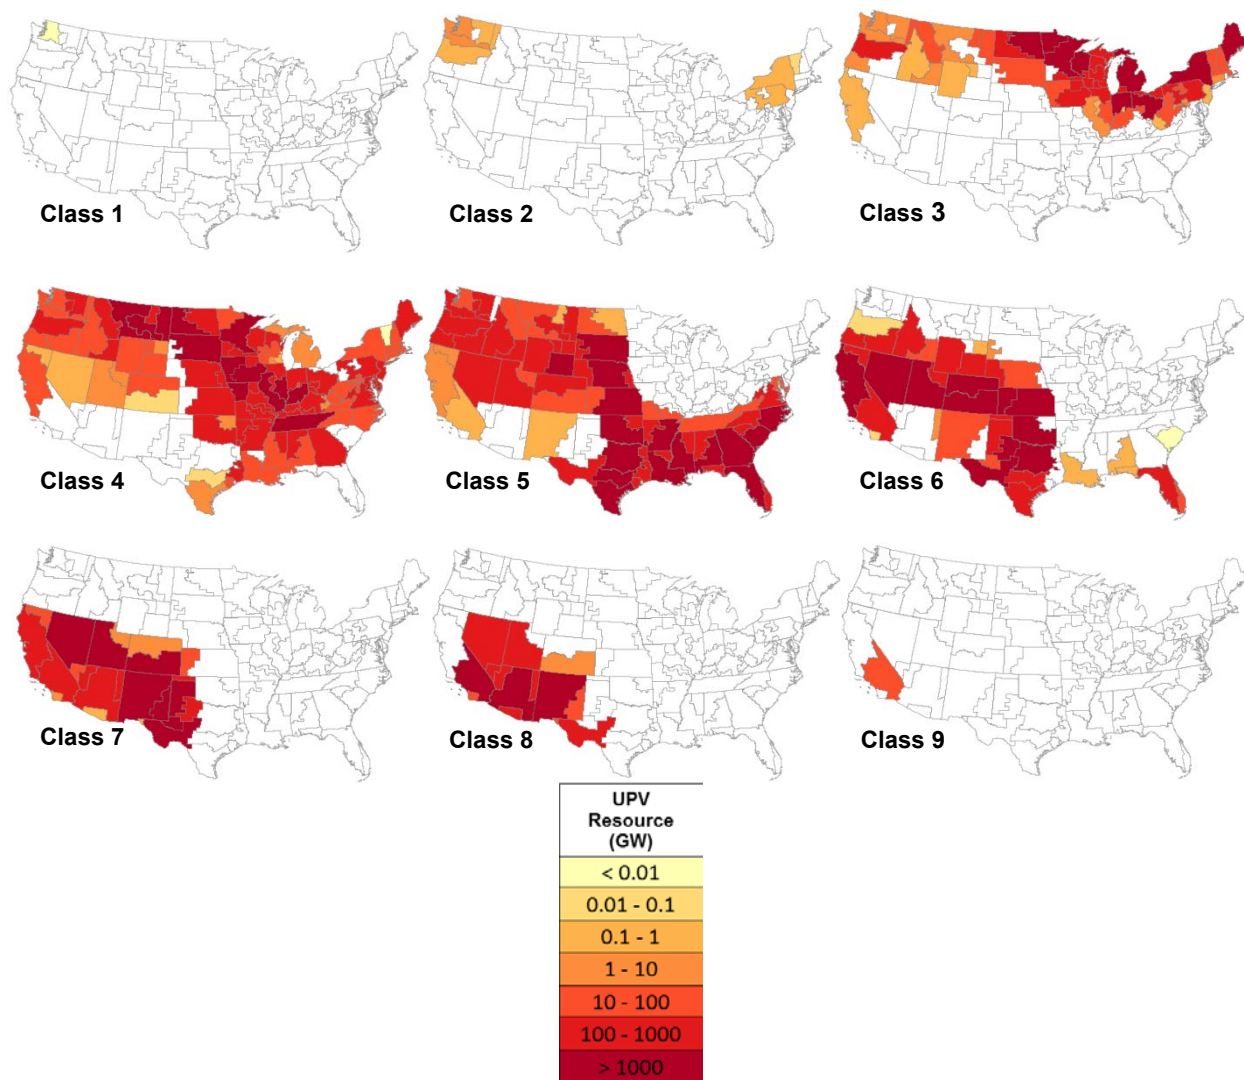 Class 1
Class 2
Class 3
Class 4
Class 5
Class 6
Class 7
Class 8
Class 9
UPV
Resource
(GW)
< 0.01
0.01 - 0.1
0.1 - 1
1 - 10
10 - 100
100 - 1000
> 1000